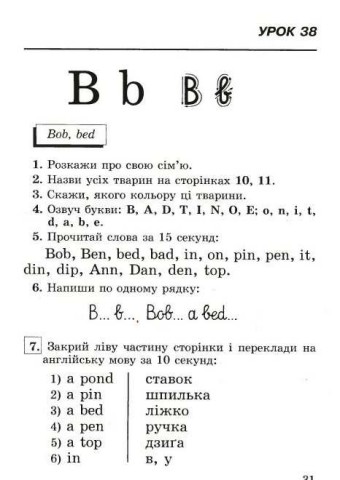 УРОК 38
B b B b
Bob, bed
1. Розкажи про свою сім'ю.
2. Назви усіх тварин на сторінках 10, 11.
3. Скажи, якого кольору ці тварини.
4. Озвуч букви: B, A, D, T, I, N, O, E; o, n, i, t,
d, a, b, e.
5. Прочитай слова за 15 секунд:
Bob, Ben, bed, bad, in, on, pin, pen, it,
din, dip, Ann, Dan, den, top.
6. Напиши по одному рядку:
B... b..., Bob... a bed...
7. Закрий ліву частину сторінки і переклади на
англійську мову за 10 секунд:
1) a pond ставок
2) a pin шпилька
3) a bed ліжко
4) a pen ручка
5) a top дзиґа
6) in в, у
31